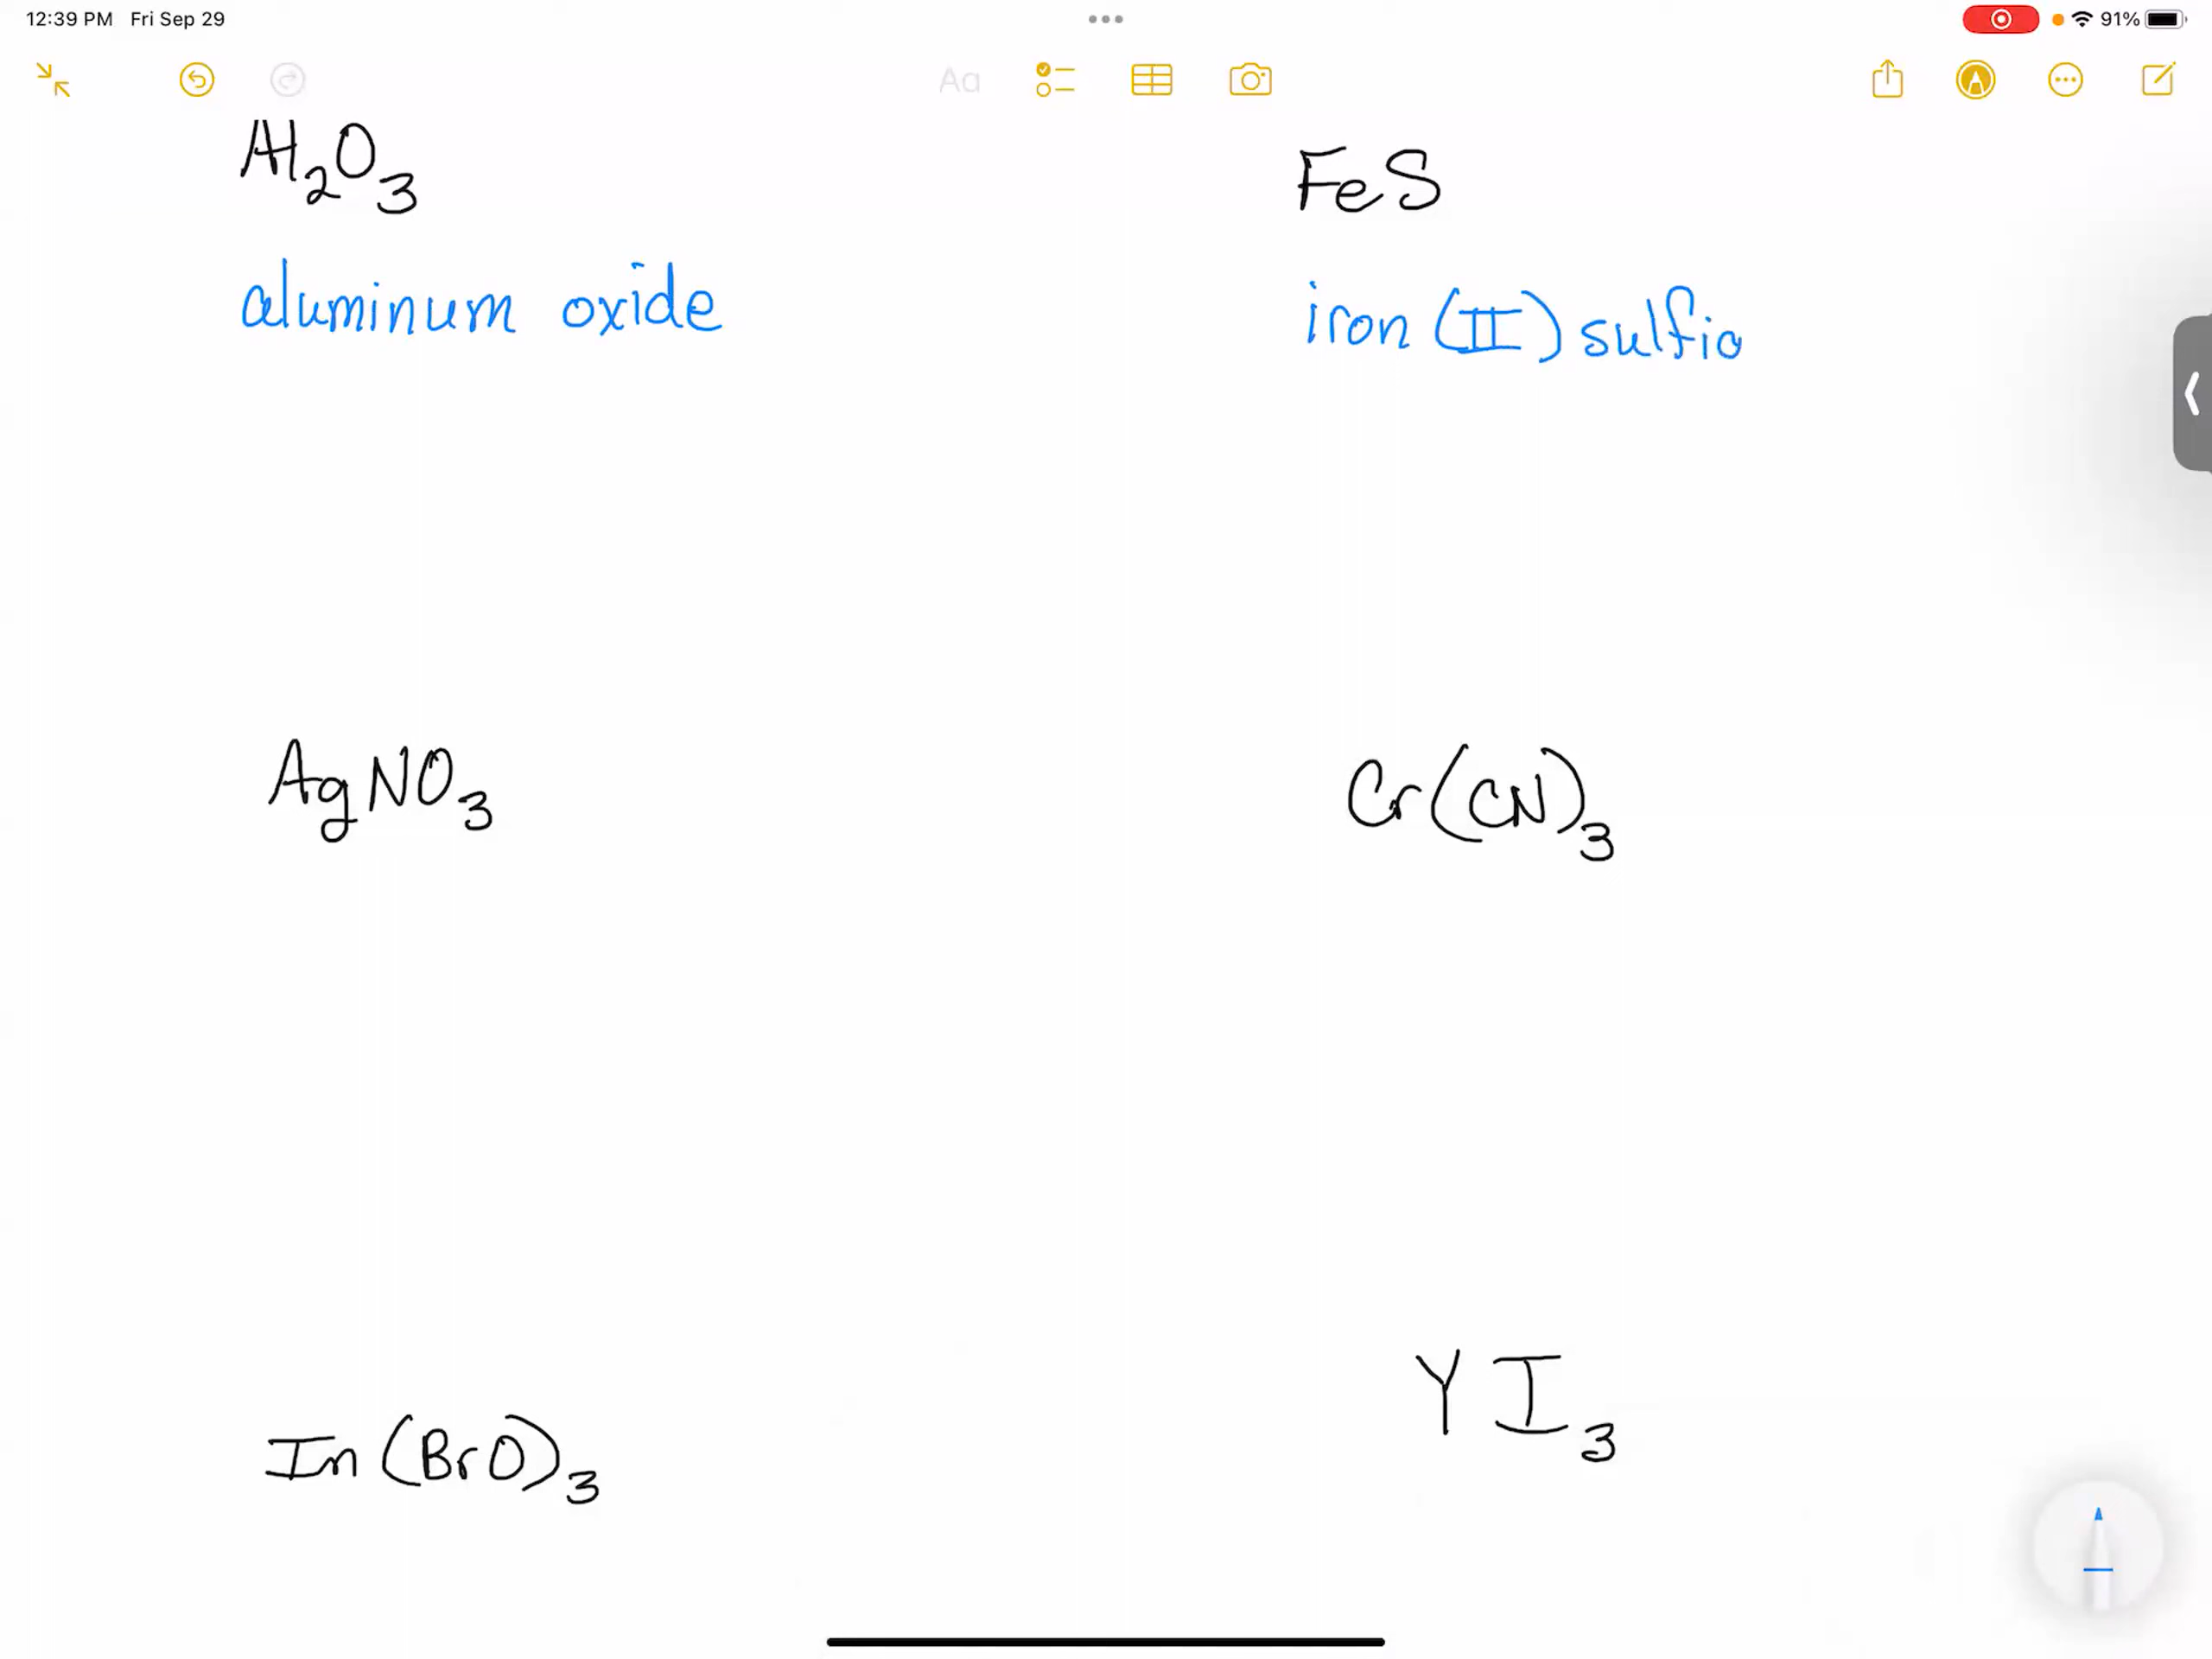 12:39 PM Fri Sep 29
91%
Aa
Al₂O₃
FeS
aluminum oxide
iron (II) sulfio
AgNO₃
Cr(CN)₃
YI₃
In(BrO)₃